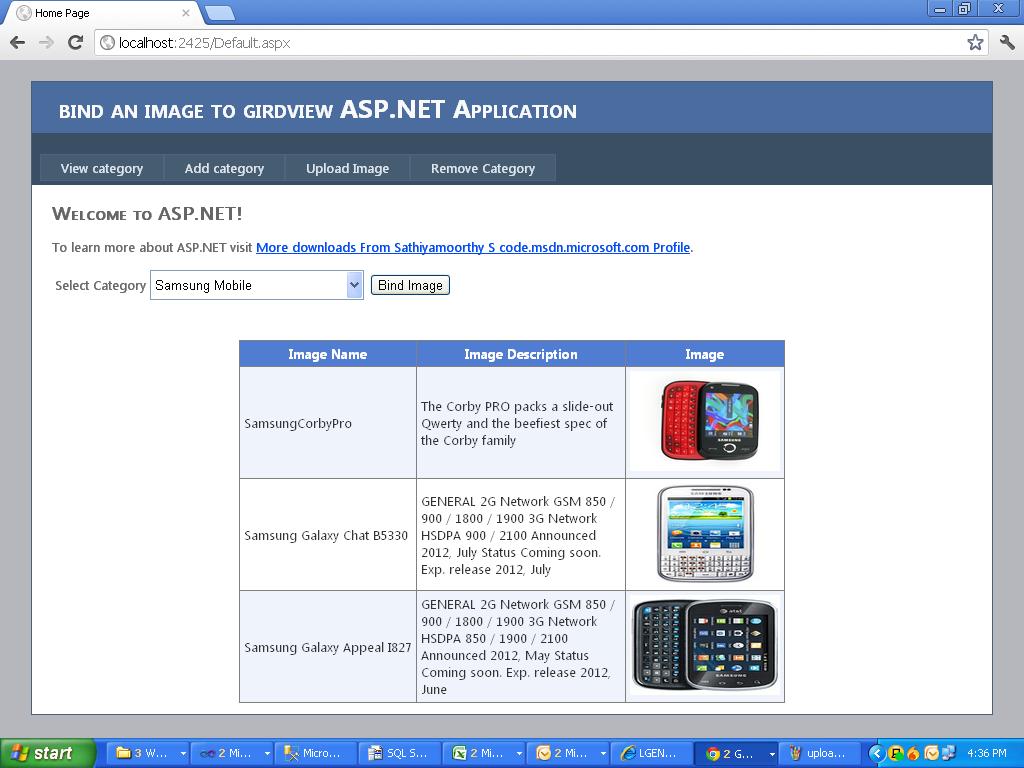 Home Page
localhost:2425/Default.aspx
BIND AN IMAGE TO GIRDVIEW ASP.NET APPLICATION
View category Add category Upload Image Remove Category
WELCOME TO ASP.NET!
To learn more about ASP.NET visit More downloads From Sathiyamoorthy S code.msdn.microsoft.com Profile.
Select Category Samsung Mobile Bind Image
Image Name Image Description Image
SamsungCorbyPro
The Corby PRO packs a slide-out
Qwerty and the beefiest spec of
the Corby family
SAMSUNG
Samsung Galaxy Chat B5330
GENERAL 2G Network GSM 850 /
900 / 1800 / 1900 3G Network
HSDPA 900 / 2100 Announced
2012, July Status Coming soon.
Exp. release 2012, July
SAMSUNG
Samsung Galaxy Appeal I827
GENERAL 2G Network GSM 850 /
900 / 1800 / 1900 3G Network
HSDPA 850 / 1900 / 2100
Announced 2012, May Status
Coming soon. Exp. release 2012,
June
at&t
SAMSUNG
start 3 W... 2 Mi... Micro... SQL S... 2 Mi... 2 Mi... LGEN... 2 G... uploa... 4:36 PM